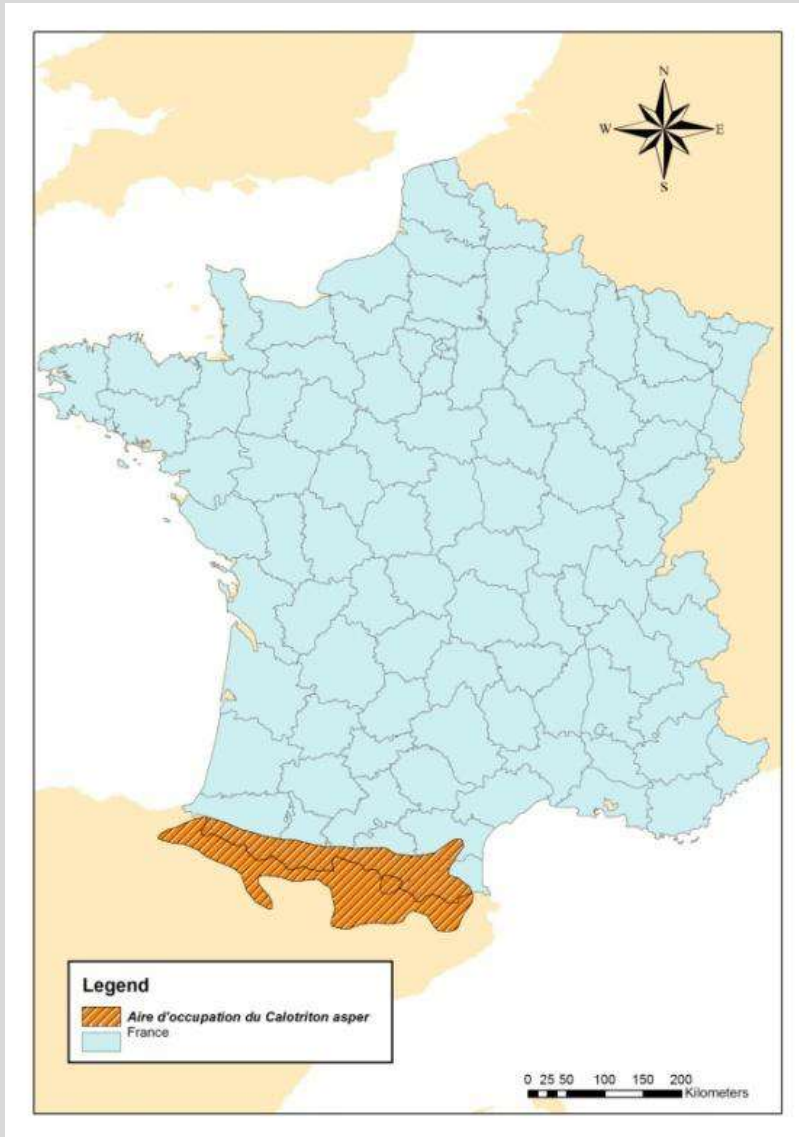 N
W E
S
Legend
Aire d'occupation du Calotriton asper
France
0 25 50 100 150 200
Kilometers